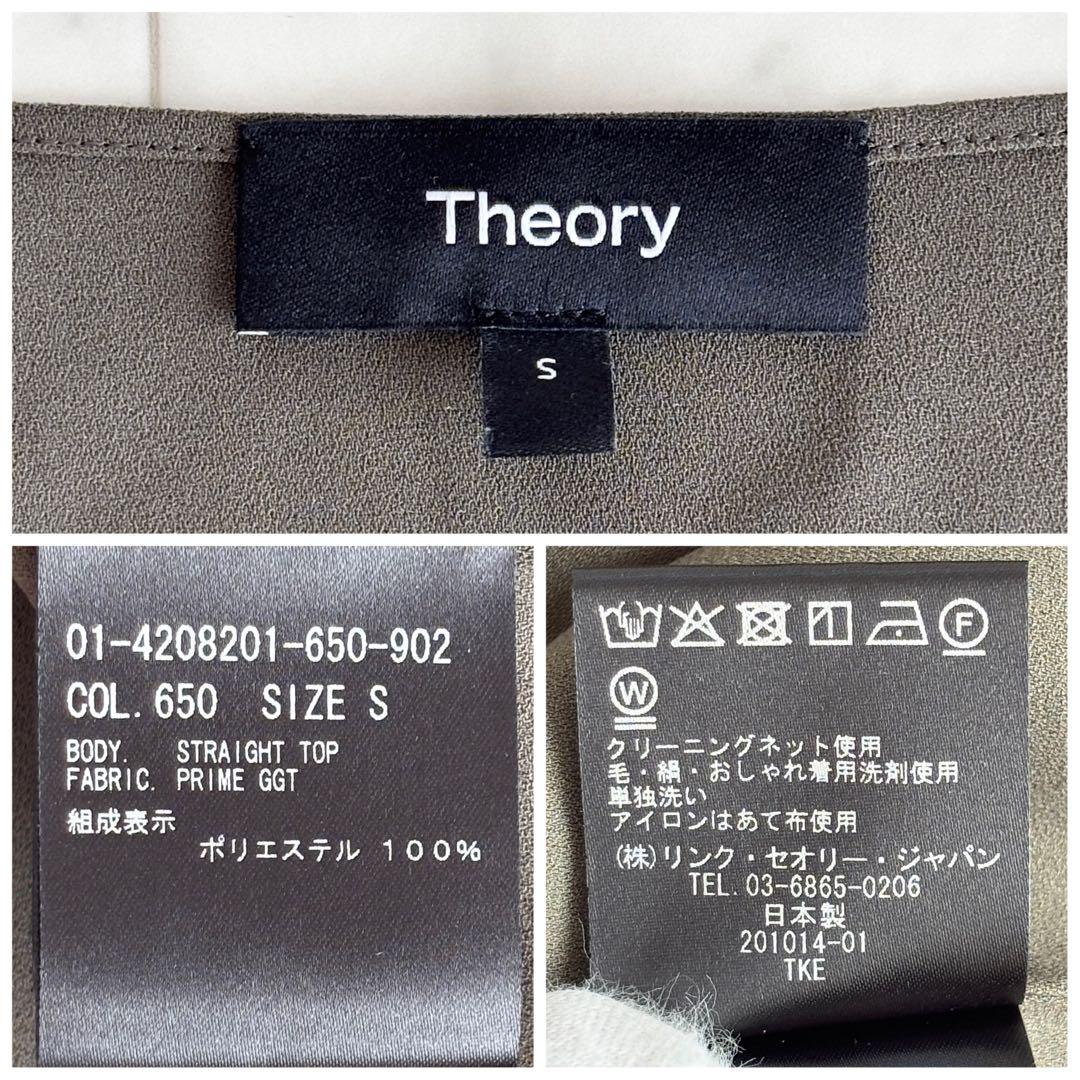 Theory
S
01-4208201-650-902
COL. 650 SIZE S
BODY. STRAIGHT TOP
FABRIC. PRIME GGT
組成表示
ポリエステル 100%
F
W
クリーニングネット使用
毛・絹・おしゃれ着用洗剤使用
単独洗い
アイロンはあて布使用
(株)リンク・セオリー・ジャパン
TEL. 03-6865-0206
日本製
201014-01
TKE